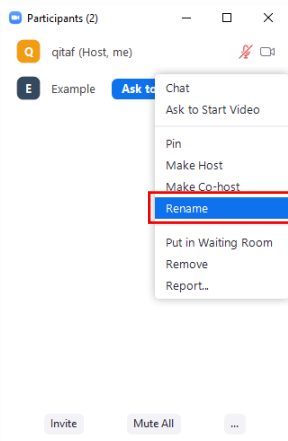 Participants (2)
Q qitaf (Host, me)
E Example Ask to
Chat
Ask to Start Video
Pin
Make Host
Make Co-host
Rename
Put in Waiting Room
Remove
Report...
Invite Mute All ...